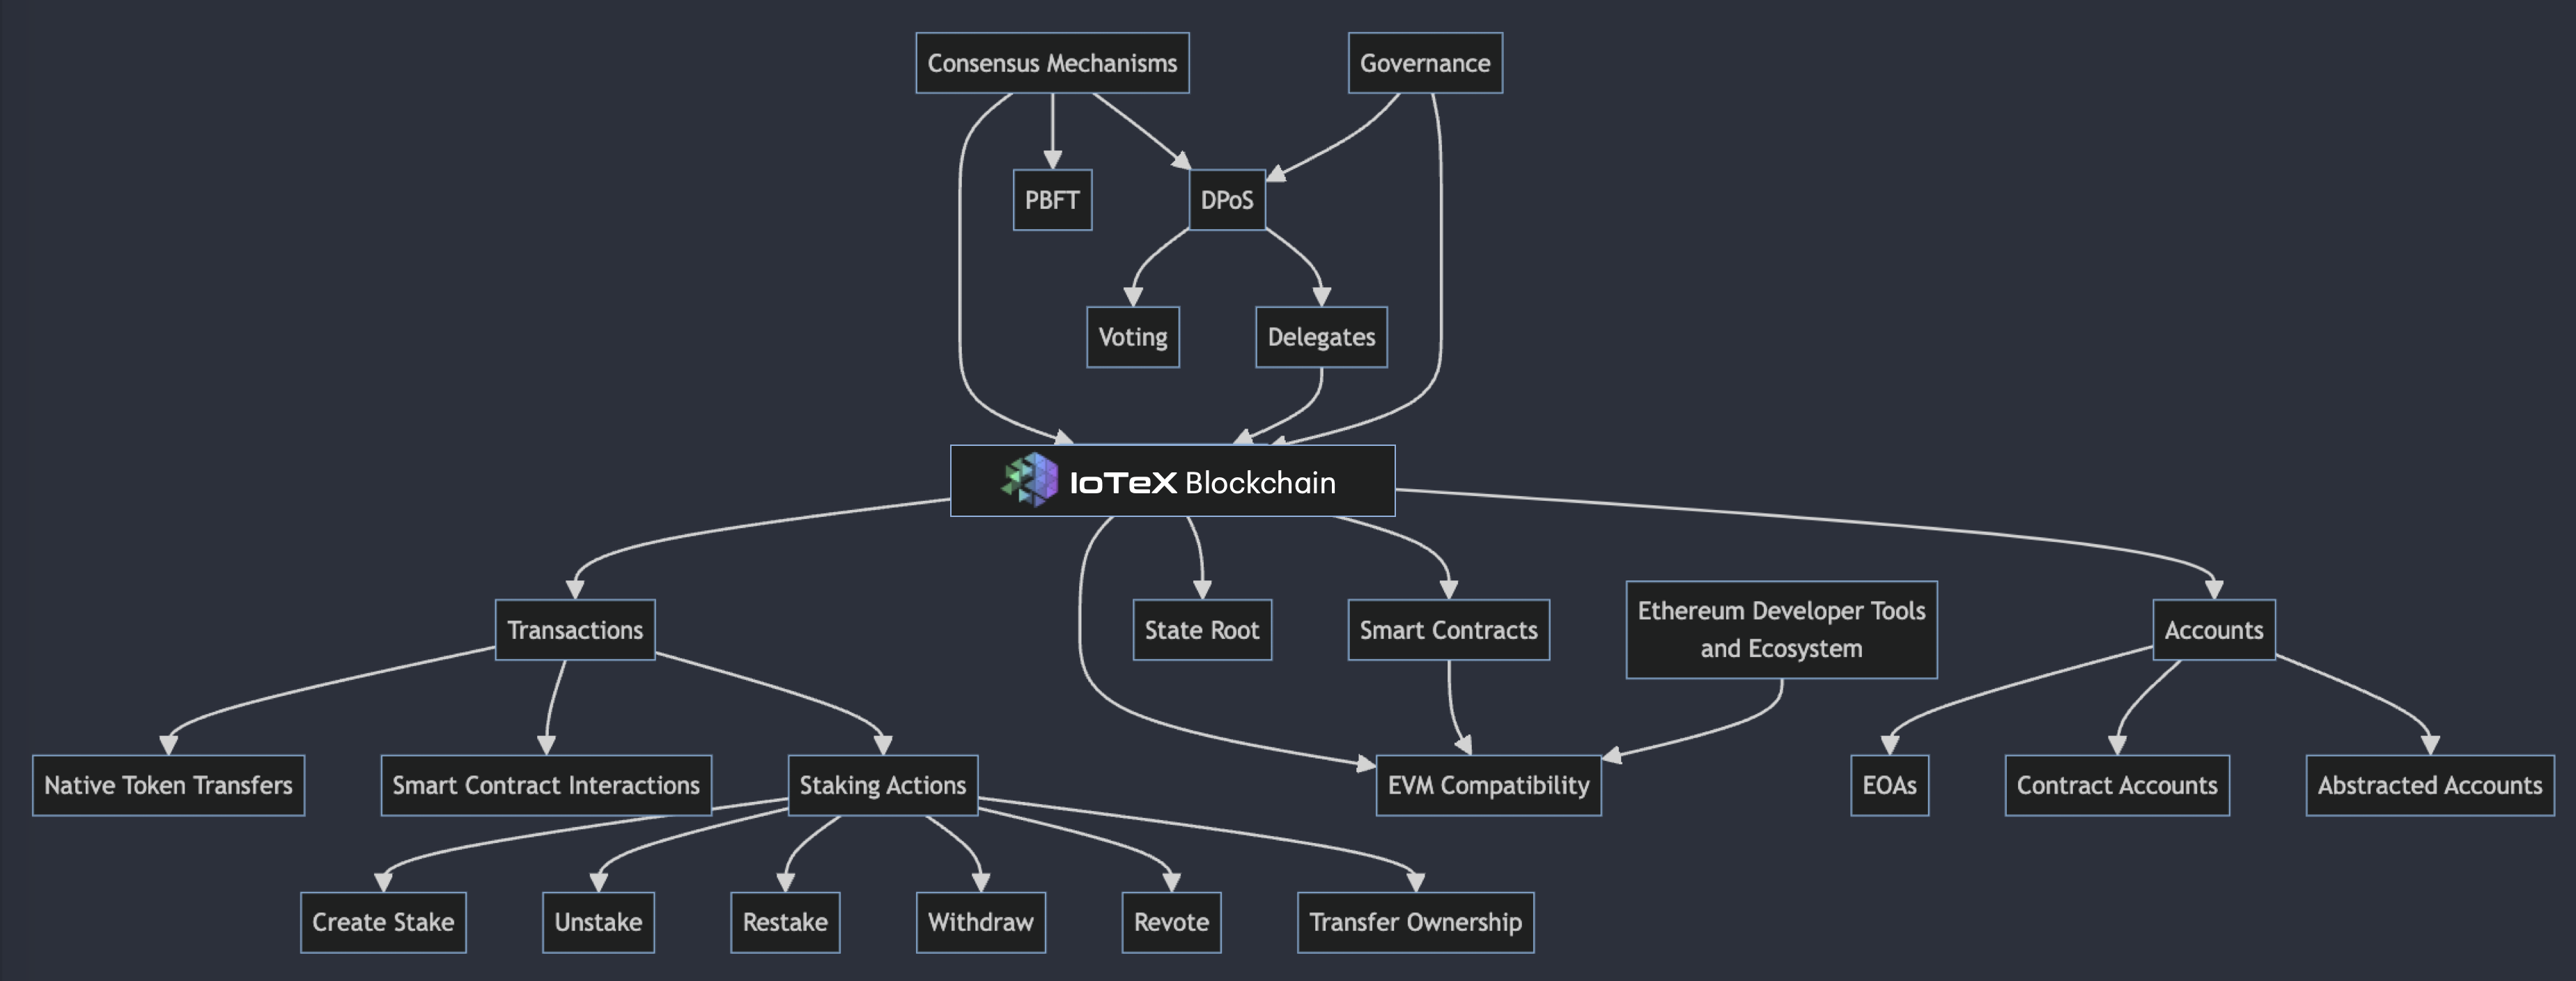 Consensus Mechanisms
Governance
PBFT
DPoS
Voting
Delegates
IoTeX Blockchain
Transactions
State Root
Smart Contracts
Ethereum Developer Tools
and Ecosystem
Accounts
Native Token Transfers
Smart Contract Interactions
Staking Actions
EVM Compatibility
EOAs
Contract Accounts
Abstracted Accounts
Create Stake
Unstake
Restake
Withdraw
Revote
Transfer Ownership